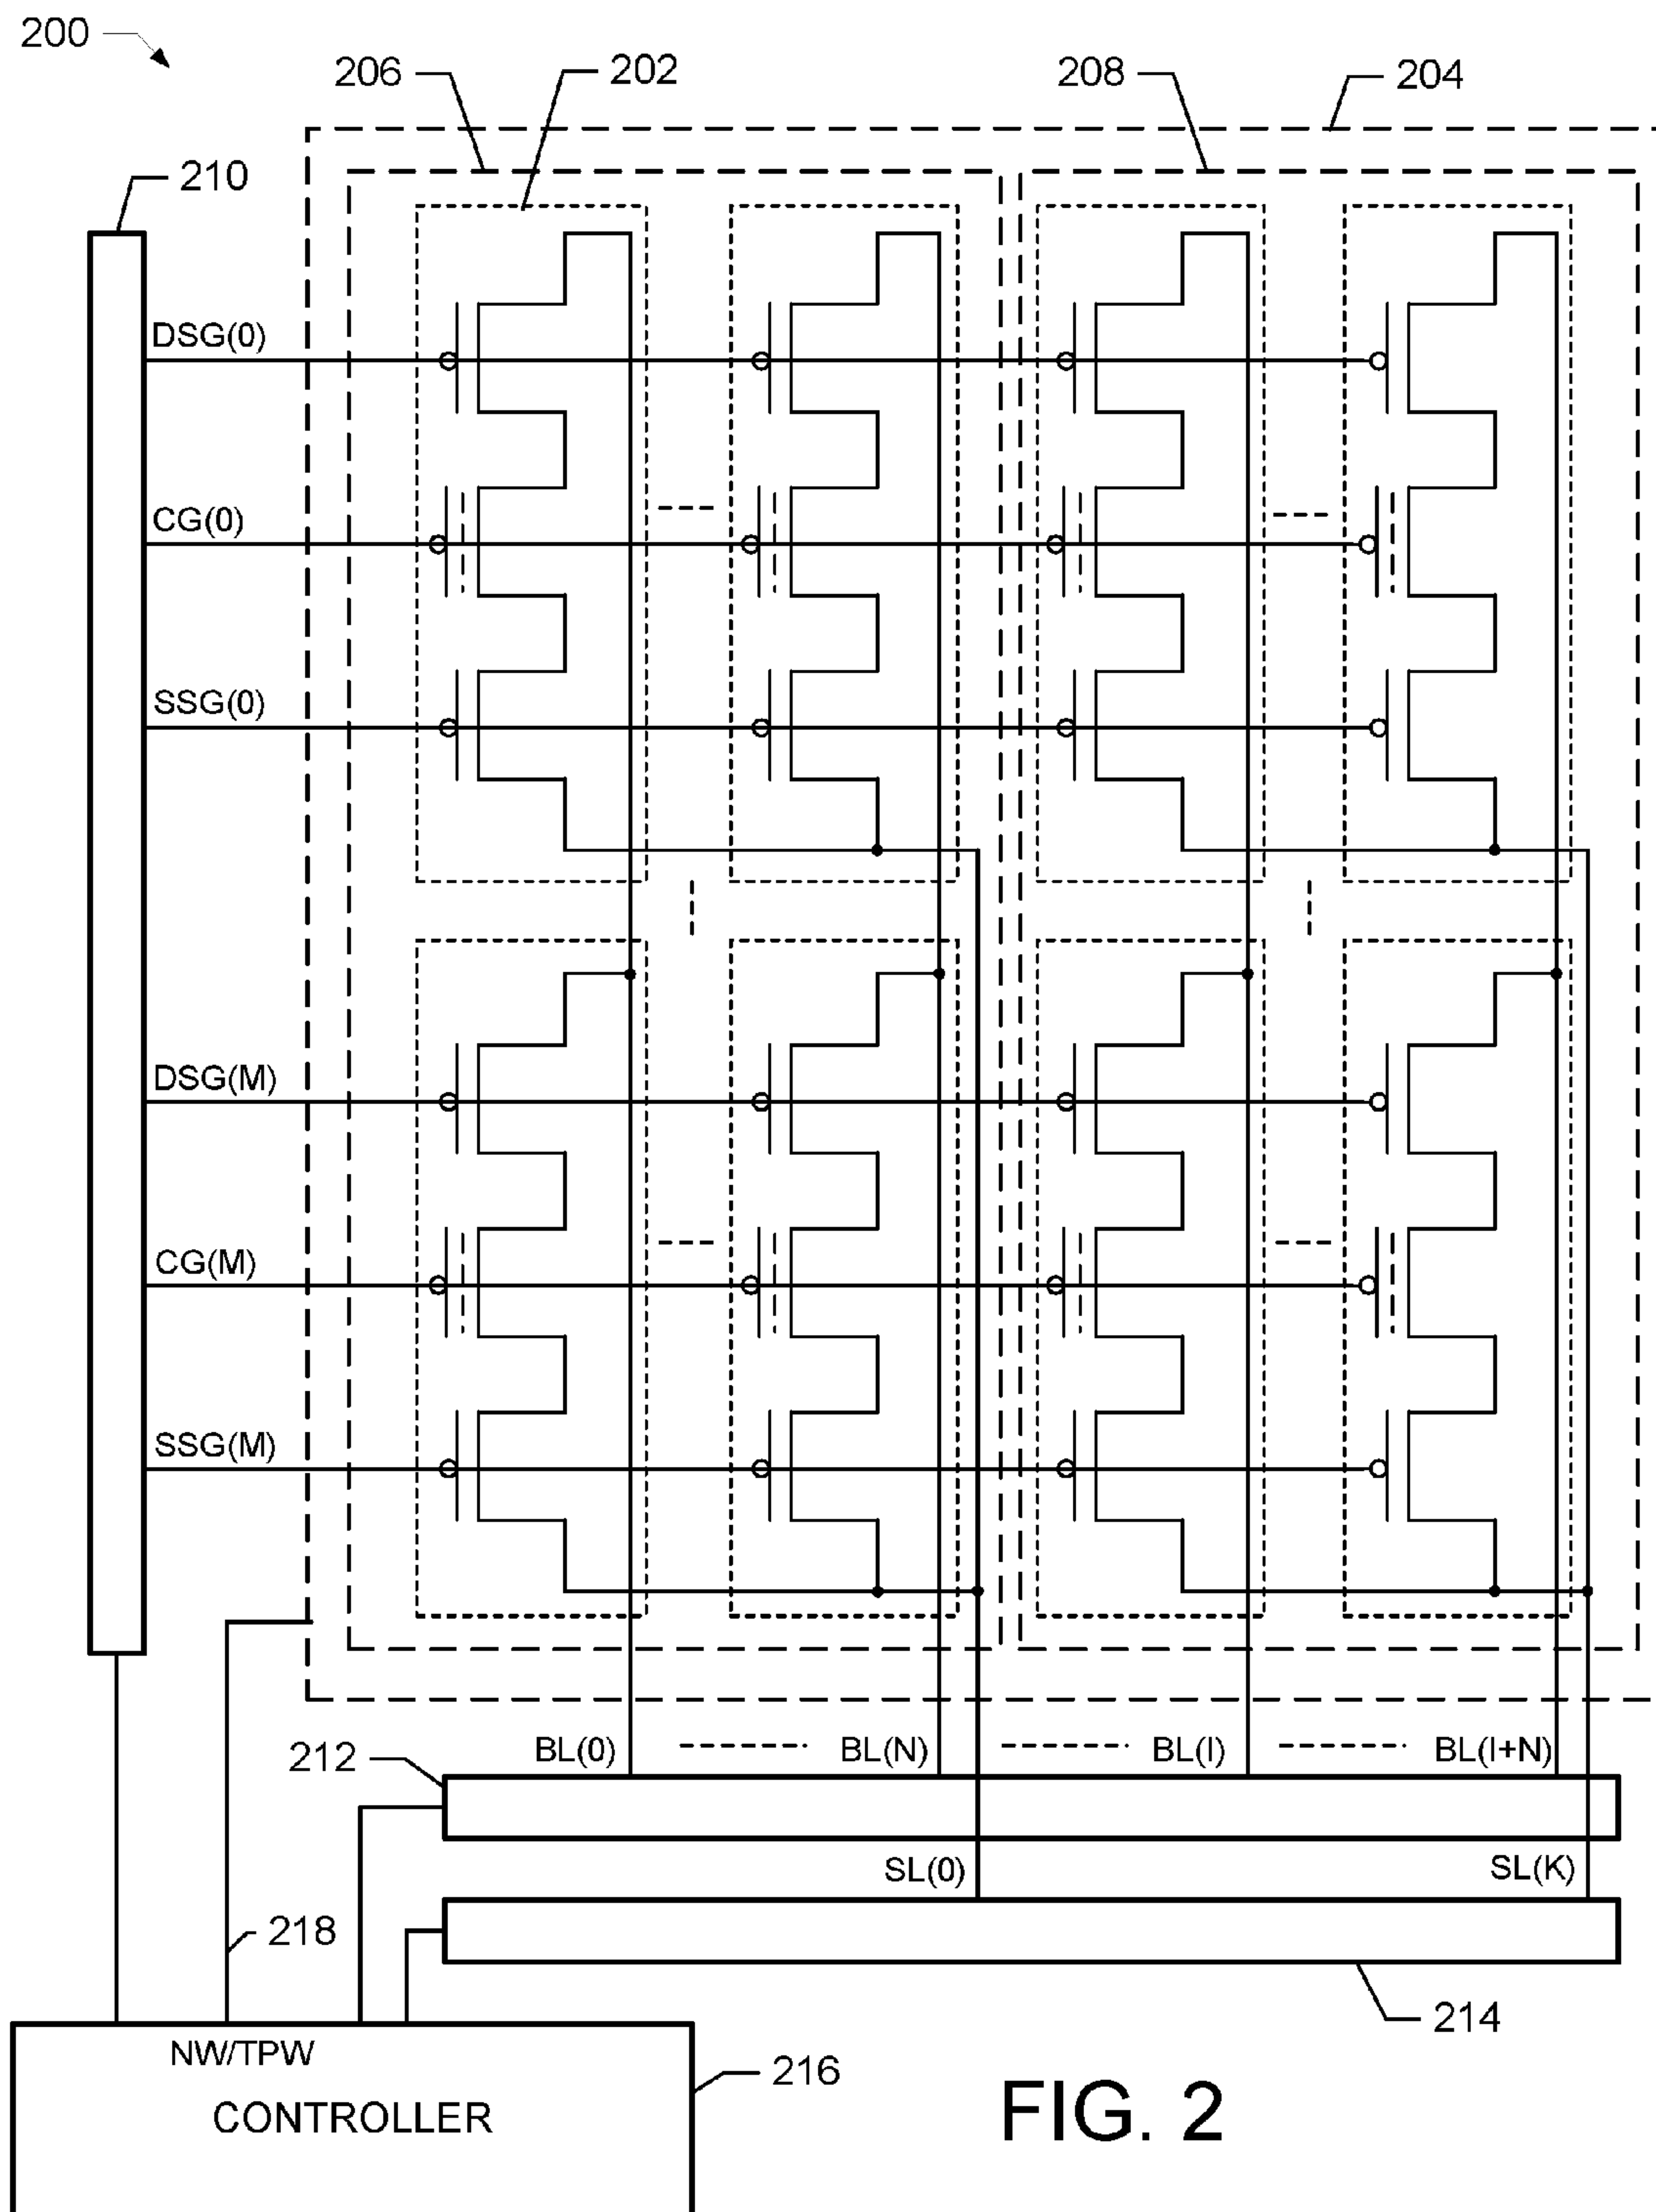 200
206
202
208
204
210
DSG(0)
CG(0)
SSG(0)
DSG(M)
CG(M)
SSG(M)
212
BL(0)
BL(N)
BL(I)
BL(I+N)
SL(0)
SL(K)
218
214
NW/TPW
216
CONTROLLER
FIG. 2